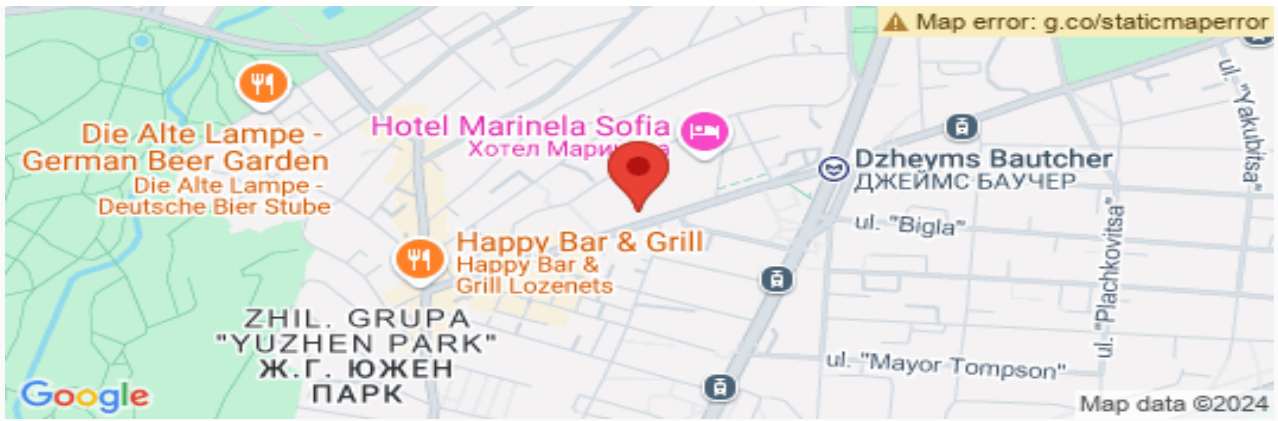 Map error: g.co/staticmaperror
Die Alte Lampe -
German Beer Garden
Die Alte Lampe -
Deutsche Bier Stube
Hotel Marinela Sofia
Хотел
Dzheyms Bautcher
ДЖЕЙМС БАУЧЕР
ul. "Yakubitsa"
ul. "Bigla"
ul. "Plachkovitsa"
Happy Bar & Grill
Happy Bar &
Grill Lozenets
ZHIL. GRUPA
"YUZHEN PARK"
Ж.Г. ЮЖЕН
ПАРК
ul. "Mayor Tompson"
Google
Map data ©2024